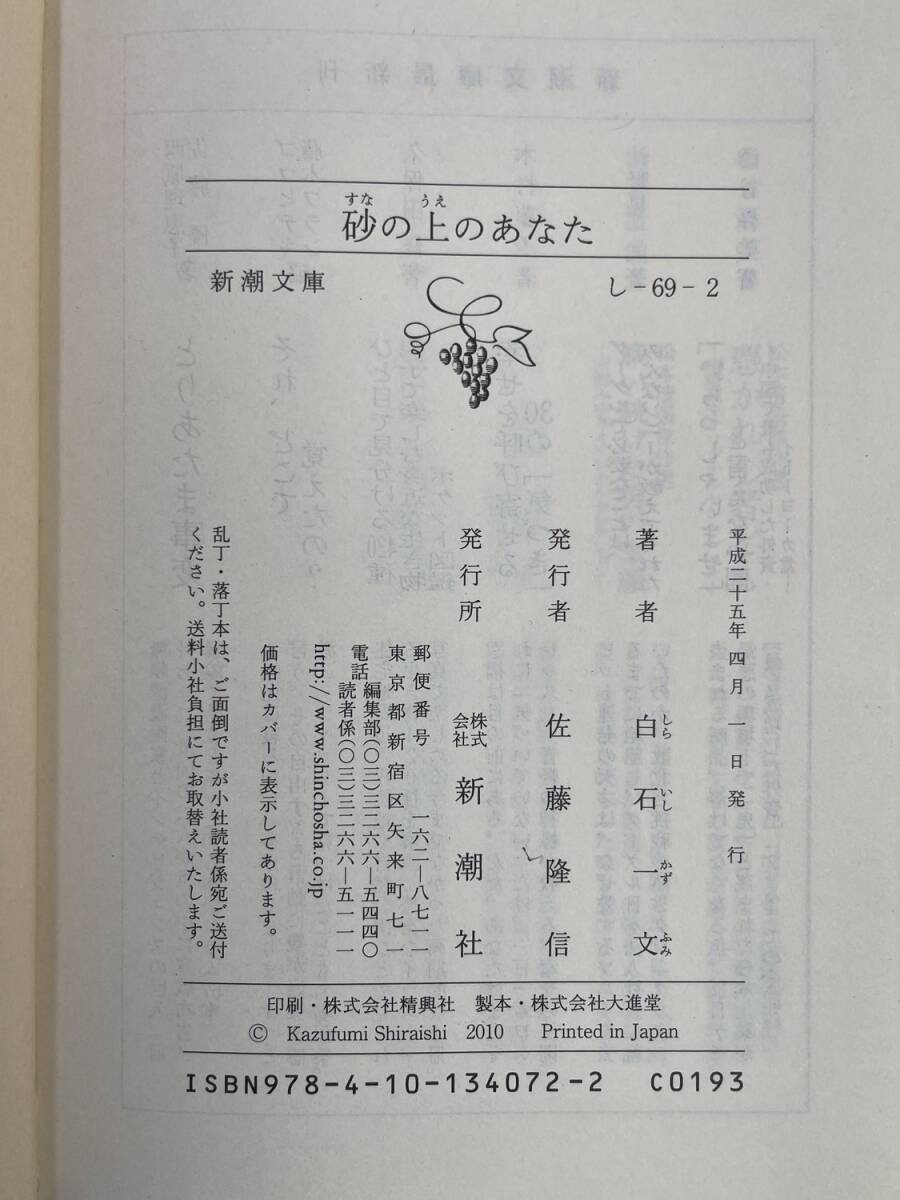 砂の上のあなた
すな うえ
新潮文庫 し-69-2
平成二十五年四月一日発行
著者 白石一文
しら いし かず ふみ
発行者 佐藤隆信
発行所 株式会社 新潮社
郵便番号 一六二―八七一一
東京都新宿区矢来町七一
電話 編集部(〇三)三二六六―五四四〇
読者係(〇三)三二六六―五一一一
http://www.shinchosha.co.jp
価格はカバーに表示してあります。
乱丁・落丁本は、ご面倒ですが小社読者係宛ご送付
ください。送料小社負担にてお取替えいたします。
印刷・株式会社精興社 製本・株式会社大進堂
© Kazufumi Shiraishi 2010 Printed in Japan
ISBN978-4-10-134072-2 C0193